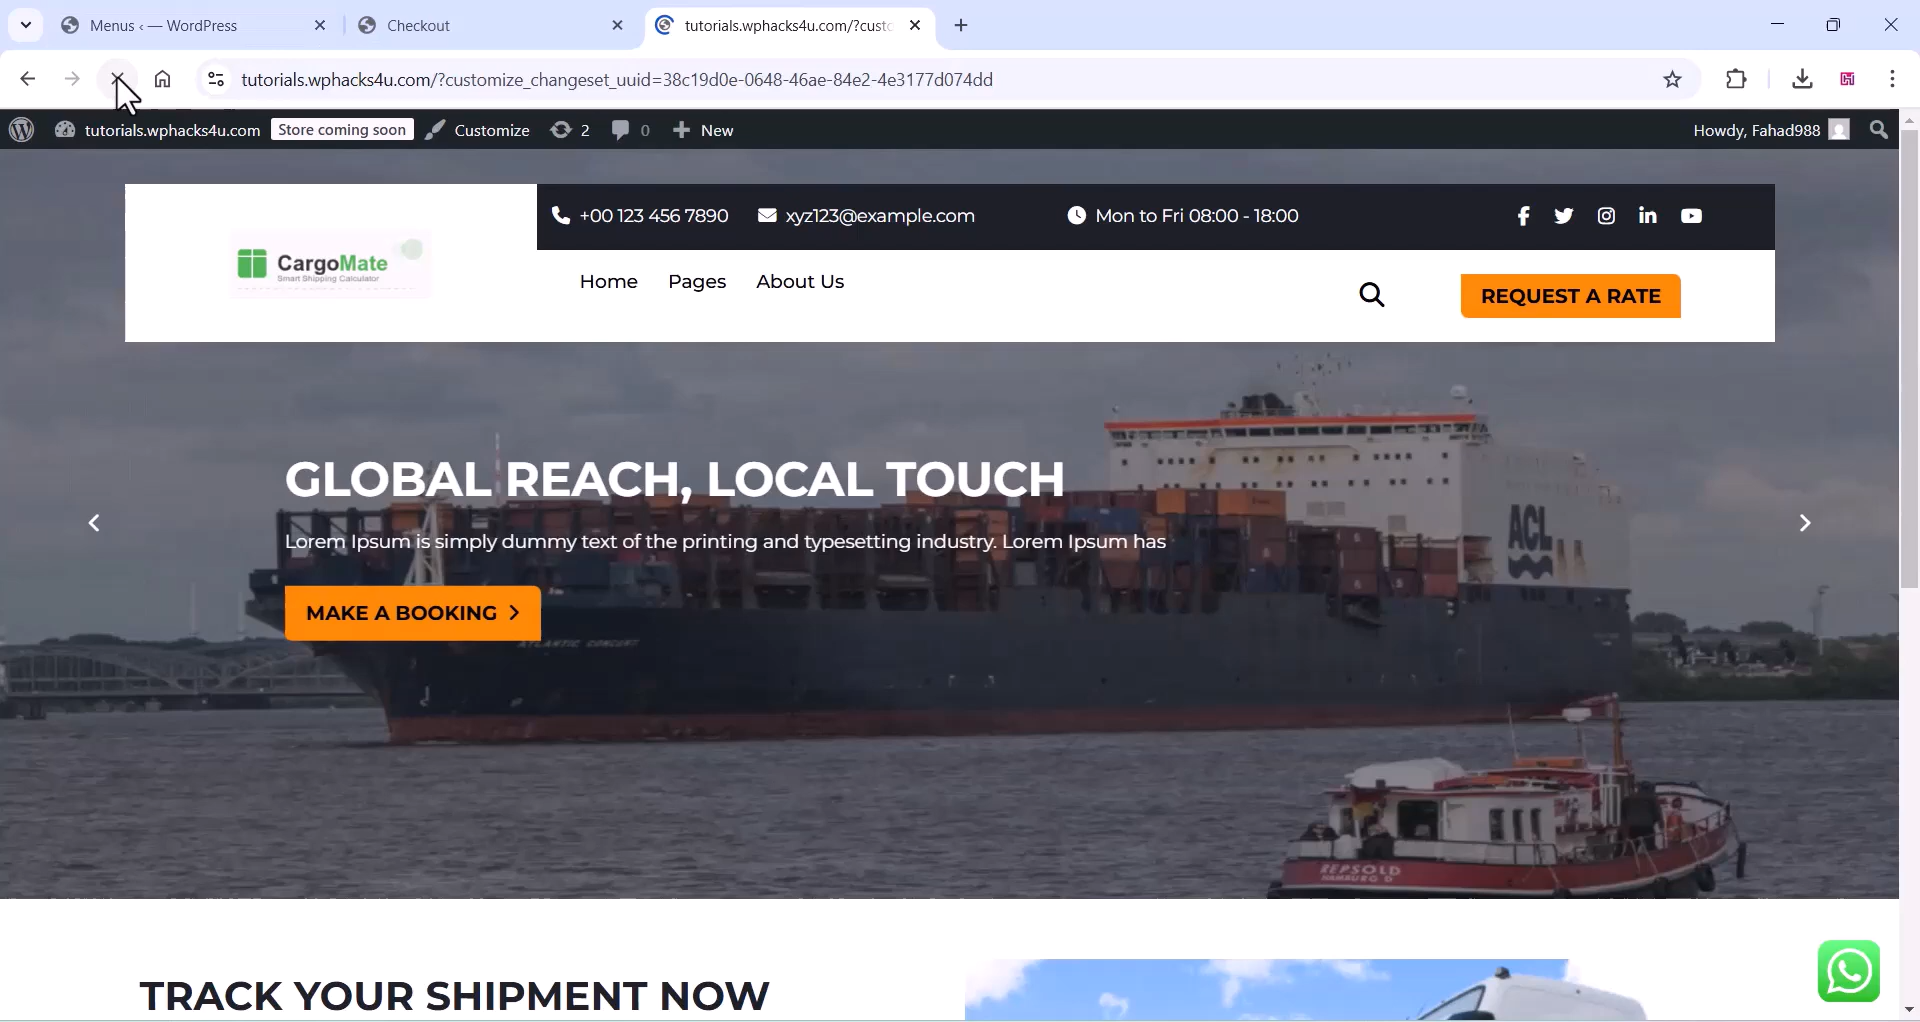 Menus ‹ — WordPress
Checkout
tutorials.wphacks4u.com/?custo
tutorials.wphacks4u.com/?customize_changeset_uuid=38c19d0e-0648-46ae-84e2-4e3177d074dd
tutorials.wphacks4u.com Store coming soon Customize 2 0 New Howdy, Fahad988
+00 123 456 7890 xyz123@example.com Mon to Fri 08:00 - 18:00
CargoMate
Smart Shipping Calculator
Home Pages About Us
REQUEST A RATE
GLOBAL REACH, LOCAL TOUCH
Lorem Ipsum is simply dummy text of the printing and typesetting industry. Lorem Ipsum has
MAKE A BOOKING
ACL
ATLANTIC CONCERT
REPSOLD
HAMBURG D
TRACK YOUR SHIPMENT NOW